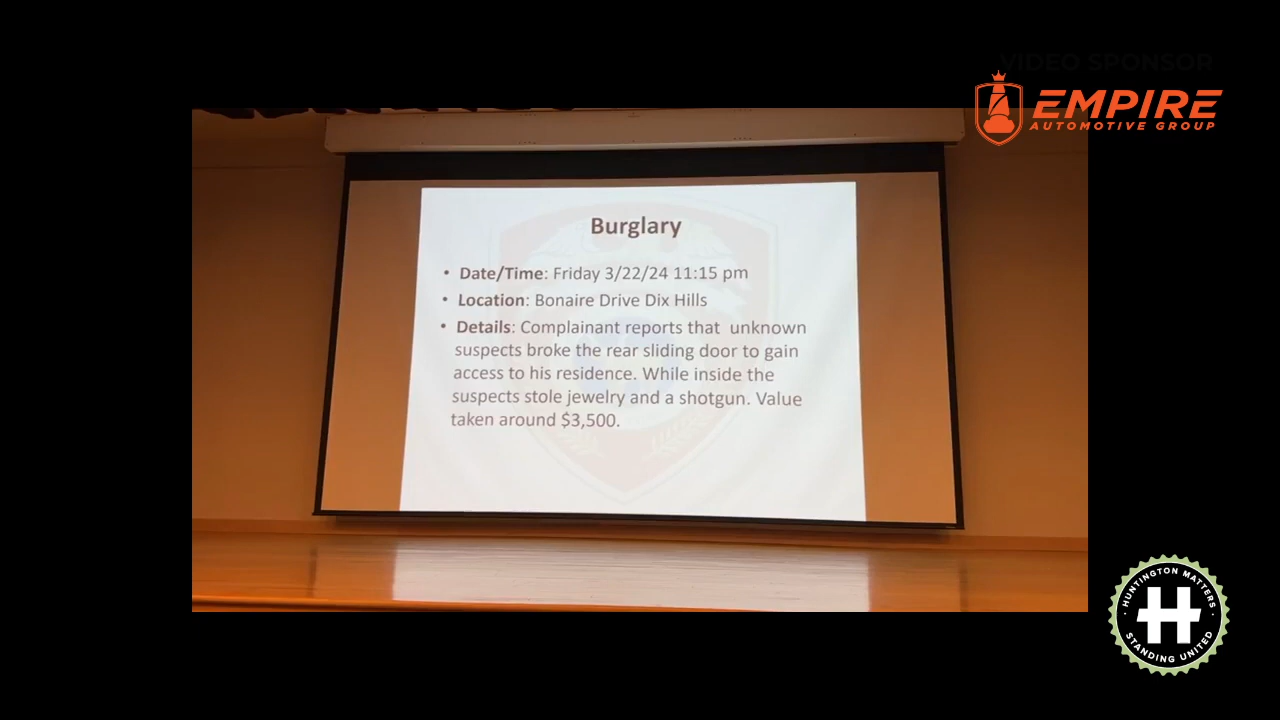 VIDEO SPONSOR
EMPIRE
AUTOMOTIVE GROUP
Burglary
• Date/Time: Friday 3/22/24 11:15 pm
• Location: Bonaire Drive Dix Hills
• Details: Complainant reports that unknown
suspects broke the rear sliding door to gain
access to his residence. While inside the
suspects stole jewelry and a shotgun. Value
taken around $3,500.
HUNTINGTON MATTERS
H
STANDING UNITED